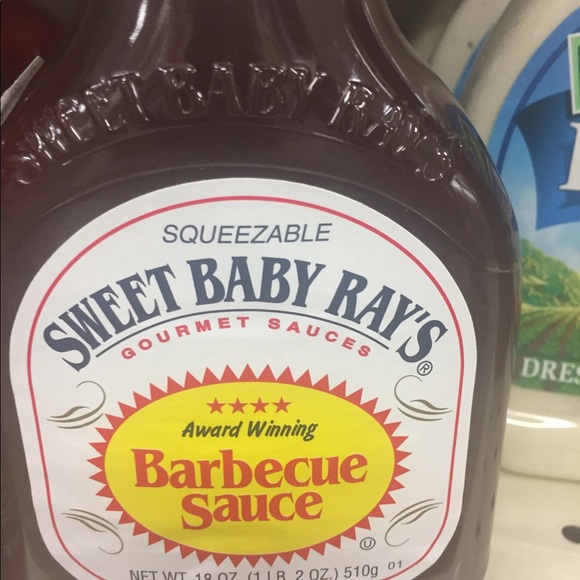 SWEET BABY RAY'S
SQUEEZABLE
SWEET BABY RAY'S®
GOURMET SAUCES
Award Winning
Barbecue
Sauce
U
NET WT. 18 OZ. (1 LB. 2 OZ.) 510g 01
DRES